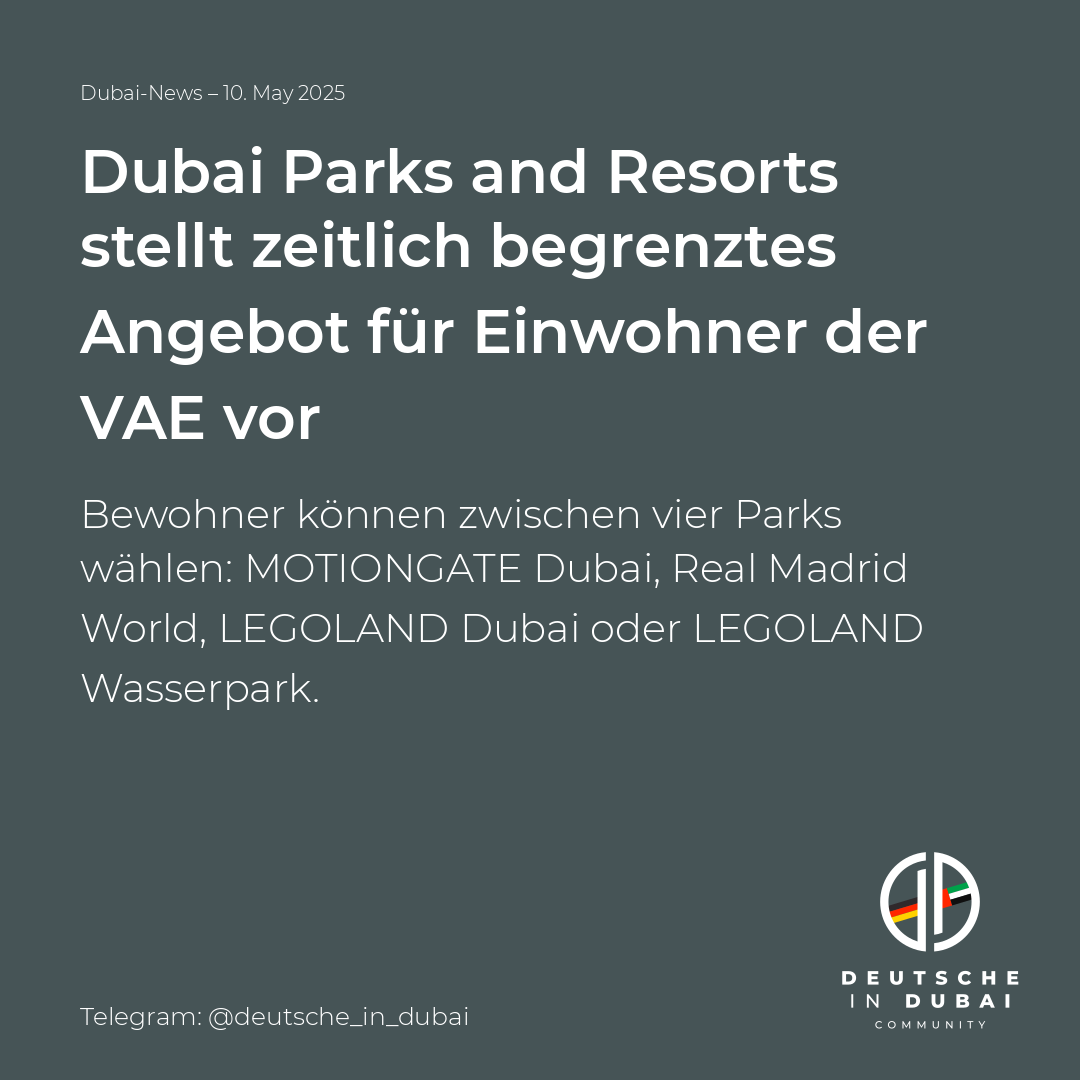 Dubai-News – 10. May 2025
Dubai Parks and Resorts
stellt zeitlich begrenztes
Angebot für Einwohner der
VAE vor
Bewohner können zwischen vier Parks
wählen: MOTIONGATE Dubai, Real Madrid
World, LEGOLAND Dubai oder LEGOLAND
Wasserpark.
DEUTSCHE
IN DUBAI
COMMUNITY
Telegram: @deutsche_in_dubai